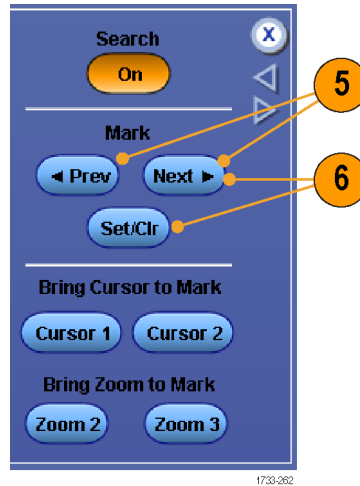 Search
X
On
5
Mark
◄ Prev
Next ►
6
Set/Clr
Bring Cursor to Mark
Cursor 1
Cursor 2
Bring Zoom to Mark
Zoom 2
Zoom 3
1733-262